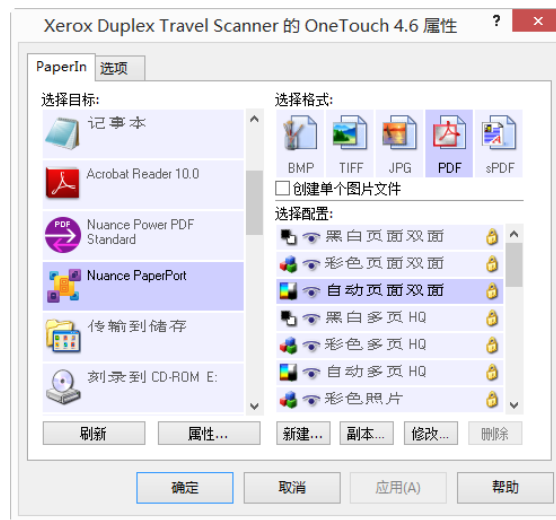 Xerox Duplex Travel Scanner 的 OneTouch 4.6 属性
PaperIn 选项
选择目标:
记事本
Acrobat Reader 10.0
Nuance Power PDF
Standard
Nuance PaperPort
传输到储存
刻录到 CD-ROM E:
刷新 属性...
选择格式:
BMP TIFF JPG PDF sPDF
创建单个图片文件
选择配置:
黑白页面双面
彩色页面双面
自动页面双面
黑白多页 HQ
彩色多页 HQ
自动多页 HQ
彩色照片
新建... 副本... 修改... 删除
确定 取消 应用(A) 帮助